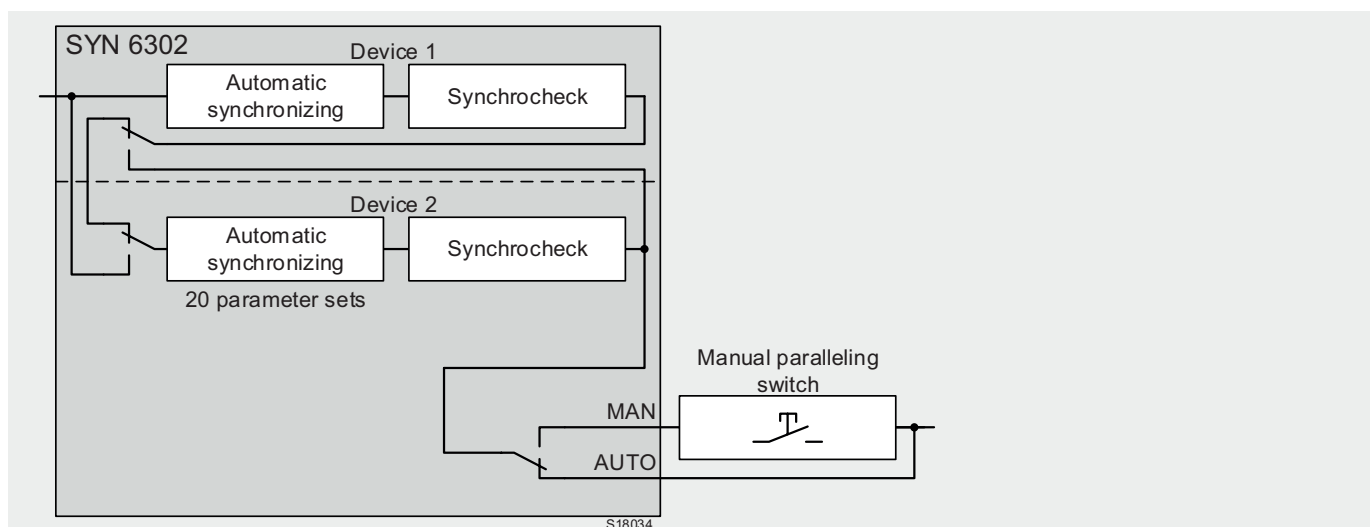 SYN 6302
Device 1
Automatic
synchronizing
Synchrocheck
Device 2
Automatic
synchronizing
Synchrocheck
20 parameter sets
Manual paralleling
switch
MAN
AUTO
S18034